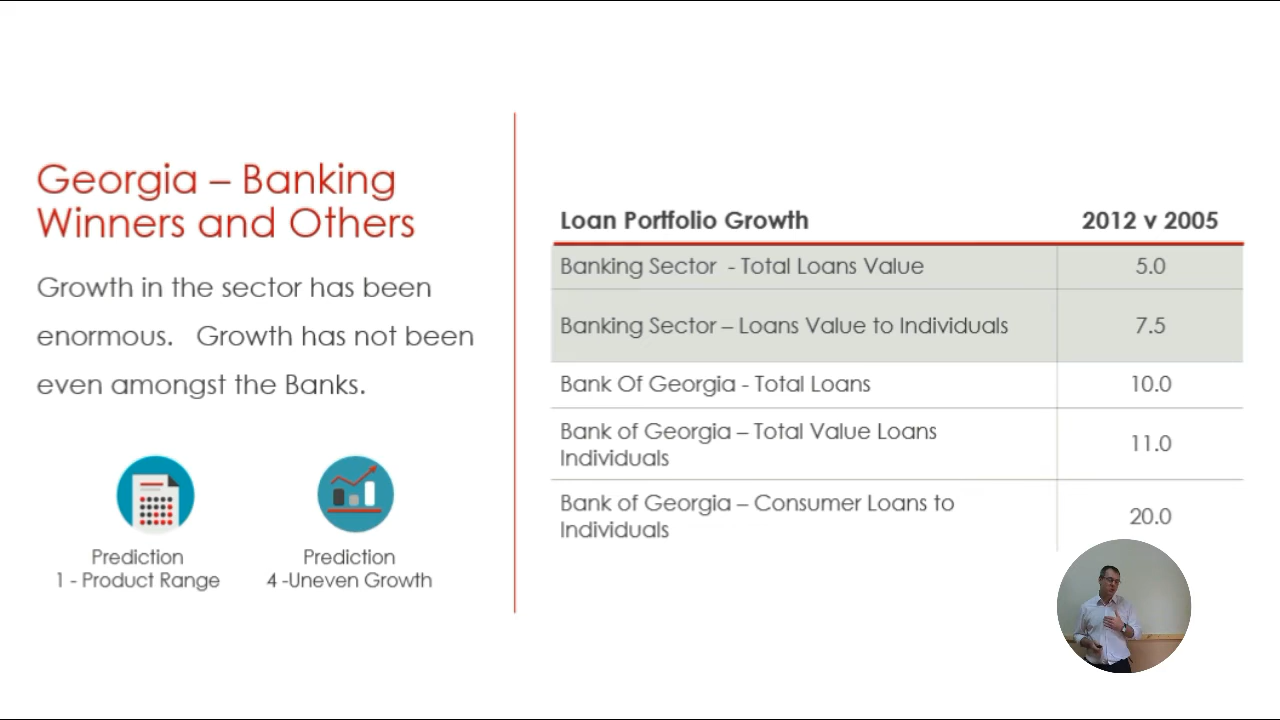 Georgia – Banking
Winners and Others
Growth in the sector has been
enormous.   Growth has not been
even amongst the Banks.
Prediction
1 - Product Range
Prediction
4 -Uneven Growth
Loan Portfolio Growth 2012 v 2005
Banking Sector  - Total Loans Value 5.0
Banking Sector – Loans Value to Individuals 7.5
Bank Of Georgia - Total Loans 10.0
Bank of Georgia – Total Value Loans
Individuals 11.0
Bank of Georgia – Consumer Loans to
Individuals 20.0